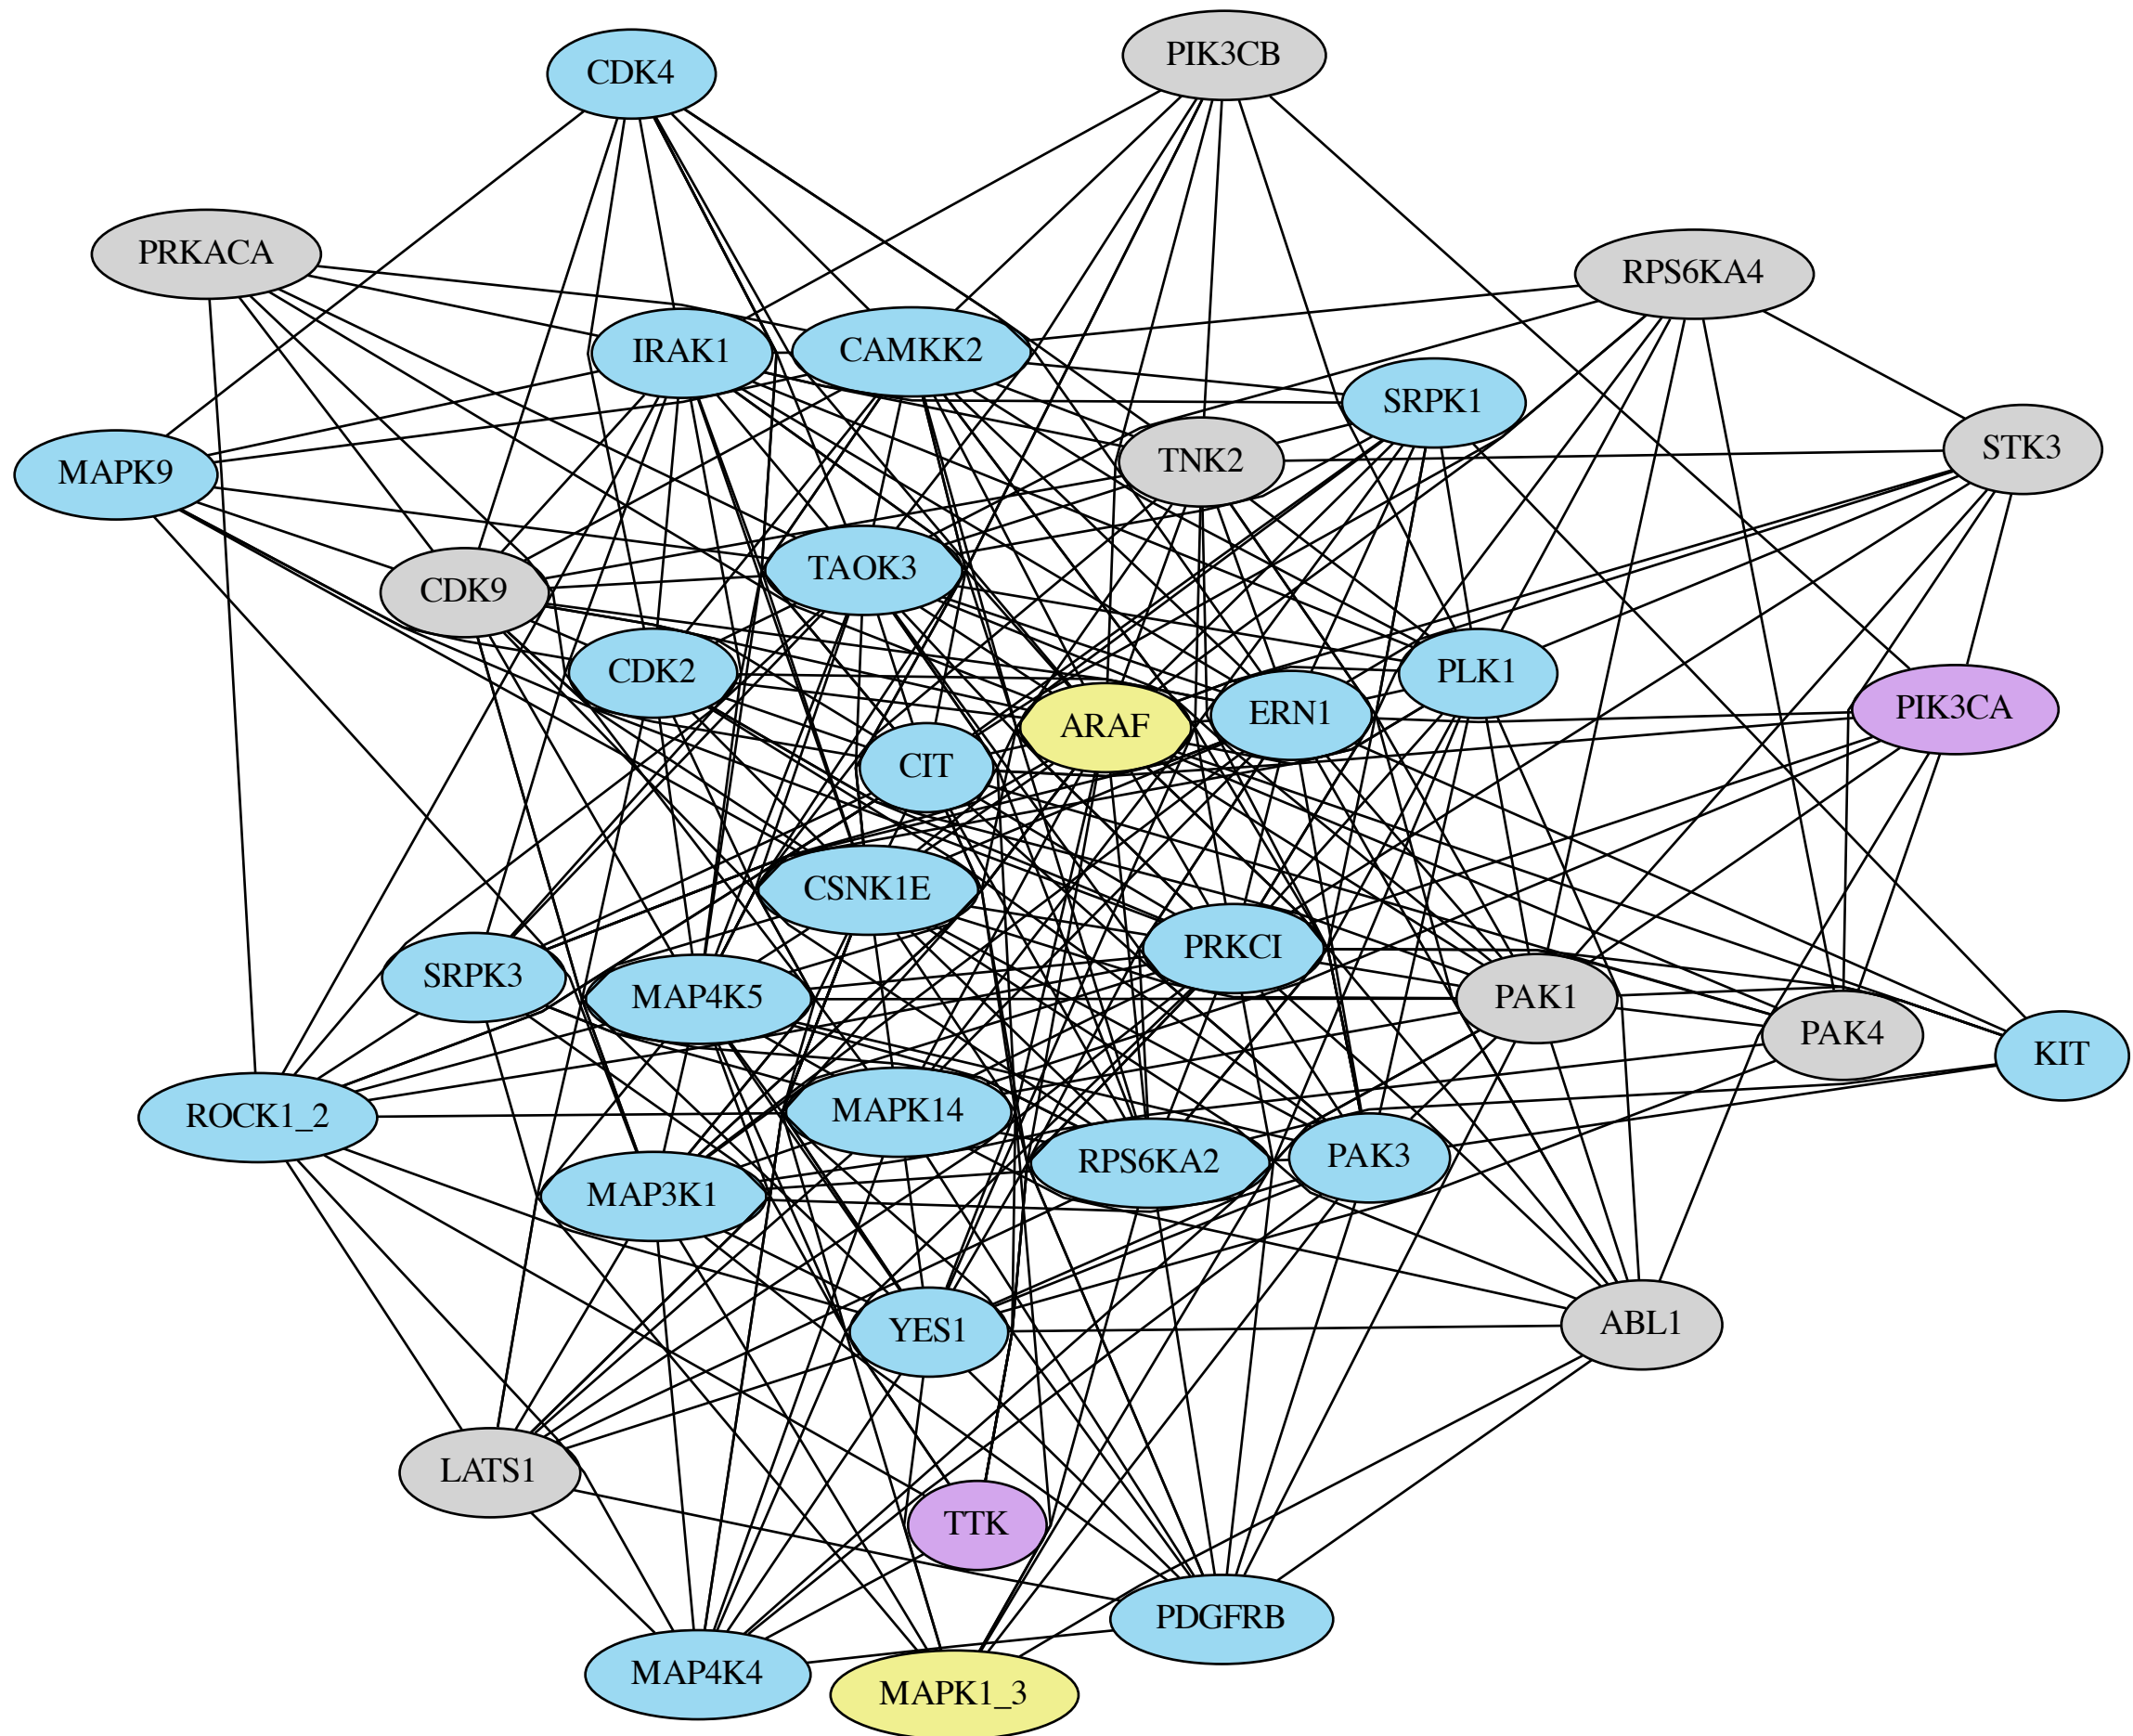 PIK3CB
CDK4
PRKACA
RPS6KA4
IRAK1
CAMKK2
SRPK1
STK3
TNK2
MAPK9
TAOK3
CDK9
CDK2
PLK1
PIK3CA
ERN1
ARAF
CIT
CSNK1E
PRKCI
SRPK3
MAP4K5
PAK1
PAK4
KIT
MAPK14
ROCK1_2
PAK3
RPS6KA2
MAP3K1
ABL1
YES1
LATS1
TTK
PDGFRB
MAP4K4
MAPK1_3